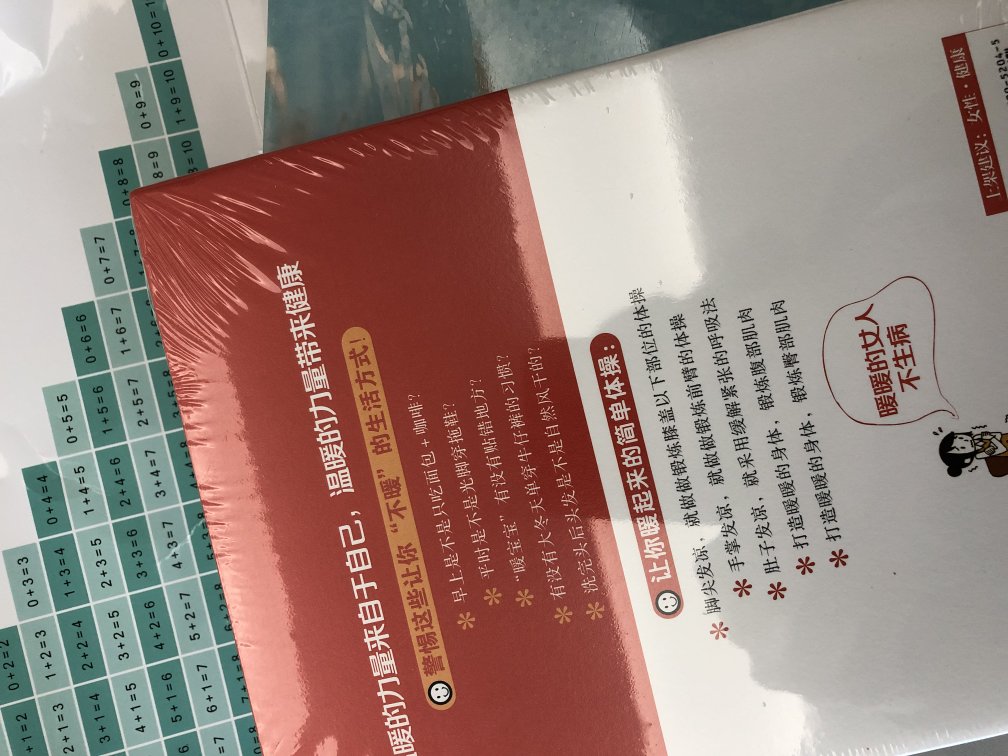 0+2=2 0+3=3 0+4=4 0+5=5 0+6=6 0+7=7 0+8=8 0+9=9 0+10=10
1+2=3 1+3=4 1+4=5 1+5=6 1+6=7 1+9=10
2+1=3 2+2=4 2+3=5 2+4=6 2+5=7
3+1=4 3+2=5 3+3=6 3+4=7
4+1=5 4+2=6 4+3=7
5+1=6 5+2=7
6+1=7
暖的力量来自于自己，温暖的力量带来健康
警惕这些让你“不暖”的生活方式！
* 早上是不是只吃面包+咖啡？
* 平时是不是光脚穿拖鞋？
* “暖宝宝”有没有贴错地方？
* 有没有大冬天单穿牛仔裤的习惯？
* 洗完头后头发是不是自然风干的？
让你暖起来的简单体操：
* 脚尖发凉，就做做锻炼膝盖以下部位的体操
* 手掌发凉，就做做锻炼前臂的体操
* 肚子发凉，就采用缓解紧张的呼吸法
* 打造暖暖的身体，锻炼腹部肌肉
* 打造暖暖的身体，锻炼臀部肌肉
暖暖的女人
不生病
上架建议：女性·健康
5204-5